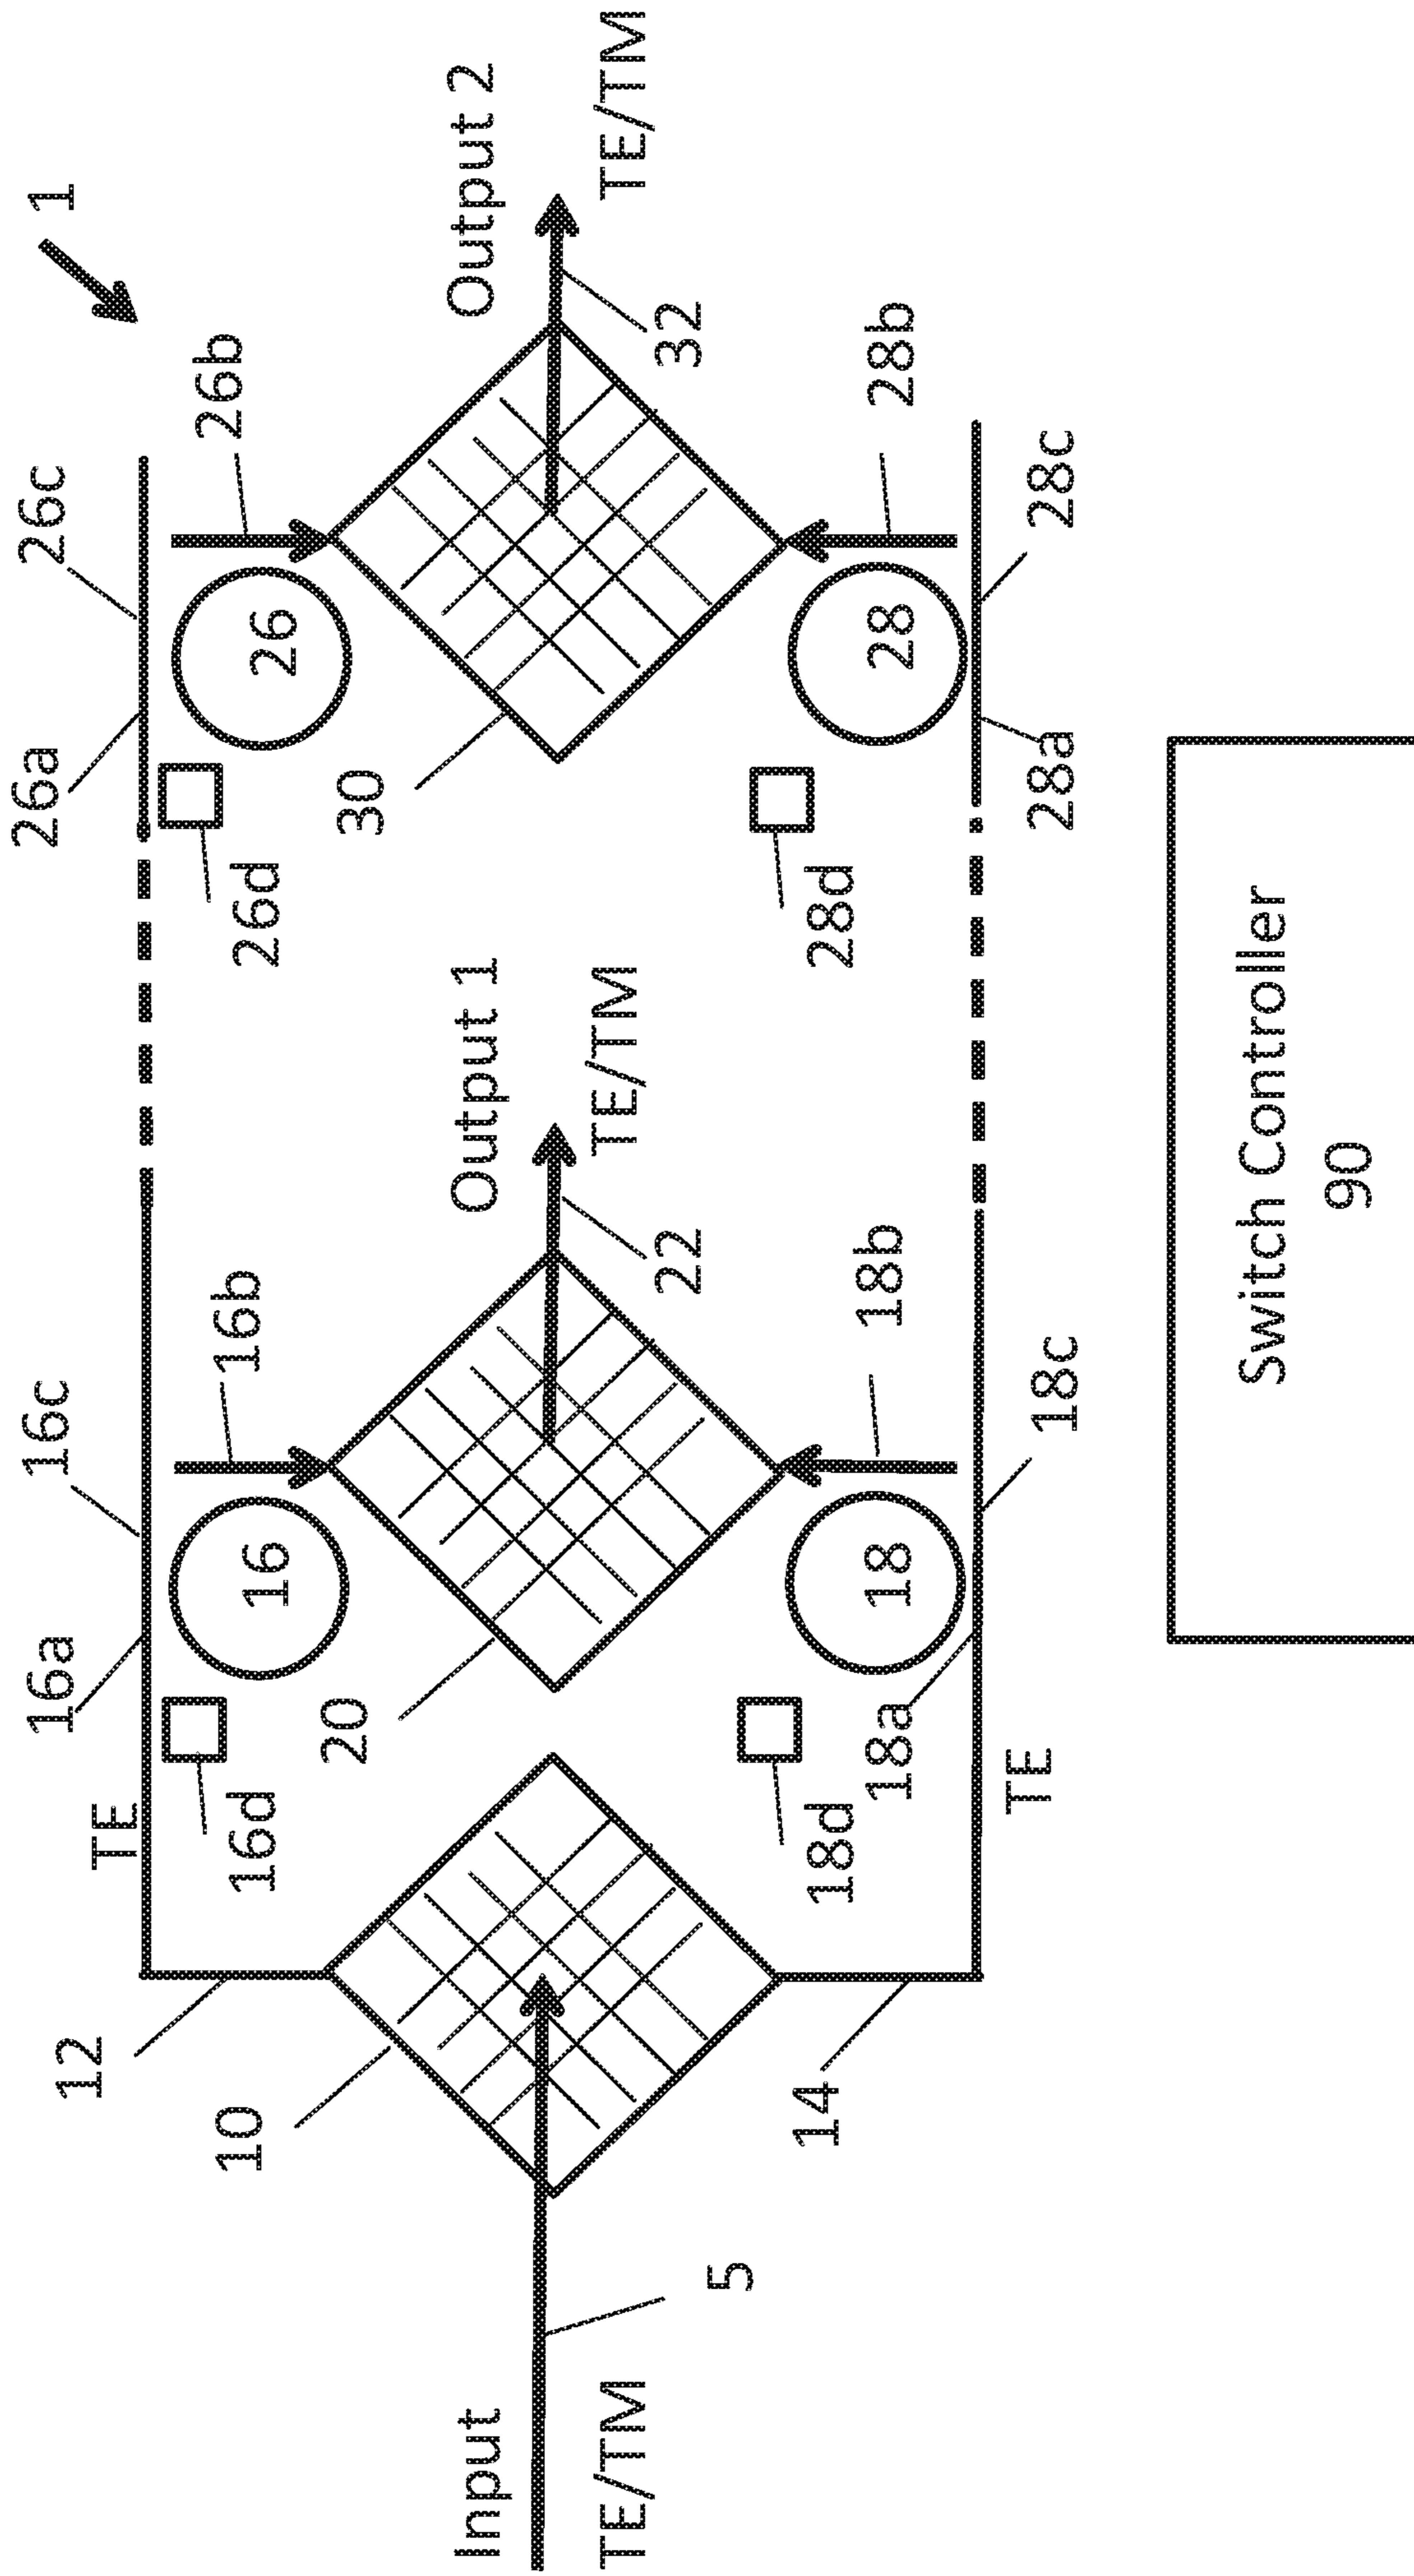 1
26a
26c
16a
16c
TE
26b
12
16b
26
16
26d
16d
10
20
30
Input
Output 1
Output 2
TE/TM
TE/TM
TE/TM
5
22
32
14
18d
28d
18b
28b
18
28
18a
TE
18c
28a
28c
Switch Controller
90